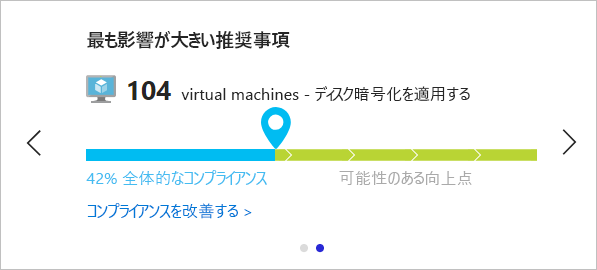 最も影響が大きい推奨事項
104 virtual machines - ディスク暗号化を適用する
42% 全体的なコンプライアンス 可能性のある向上点
コンプライアンスを改善する >